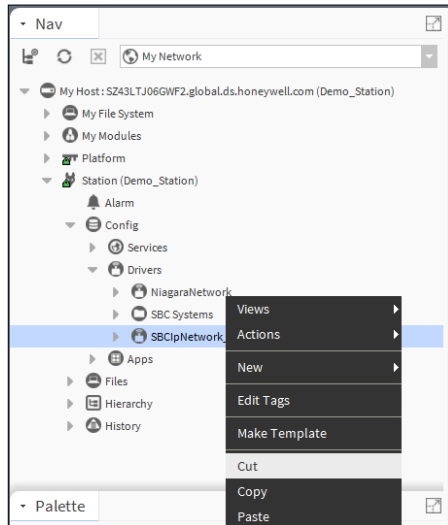 Nav
My Network
My Host : SZ43LTJ06GWF2.global.ds.honeywell.com (Demo_Station)
My File System
My Modules
Platform
Station (Demo_Station)
Alarm
Config
Services
Drivers
NiagaraNetwork
SBC Systems
SBCIpNetwork_
Apps
Files
Hierarchy
History
Views
Actions
New
Edit Tags
Make Template
Cut
Copy
Paste
Palette